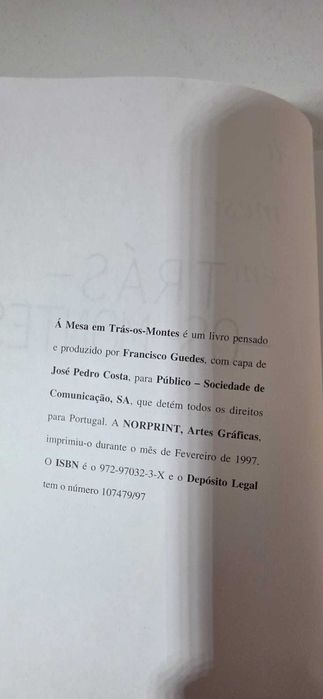 Á Mesa em Trás-os-Montes é um livro pensado
e produzido por Francisco Guedes, com capa de
José Pedro Costa, para Público – Sociedade de
Comunicação, SA, que detém todos os direitos
para Portugal. A NORPRINT, Artes Gráficas,
imprimiu-o durante o mês de Fevereiro de 1997.
O ISBN é o 972-97032-3-X e o Depósito Legal
tem o número 107479/97